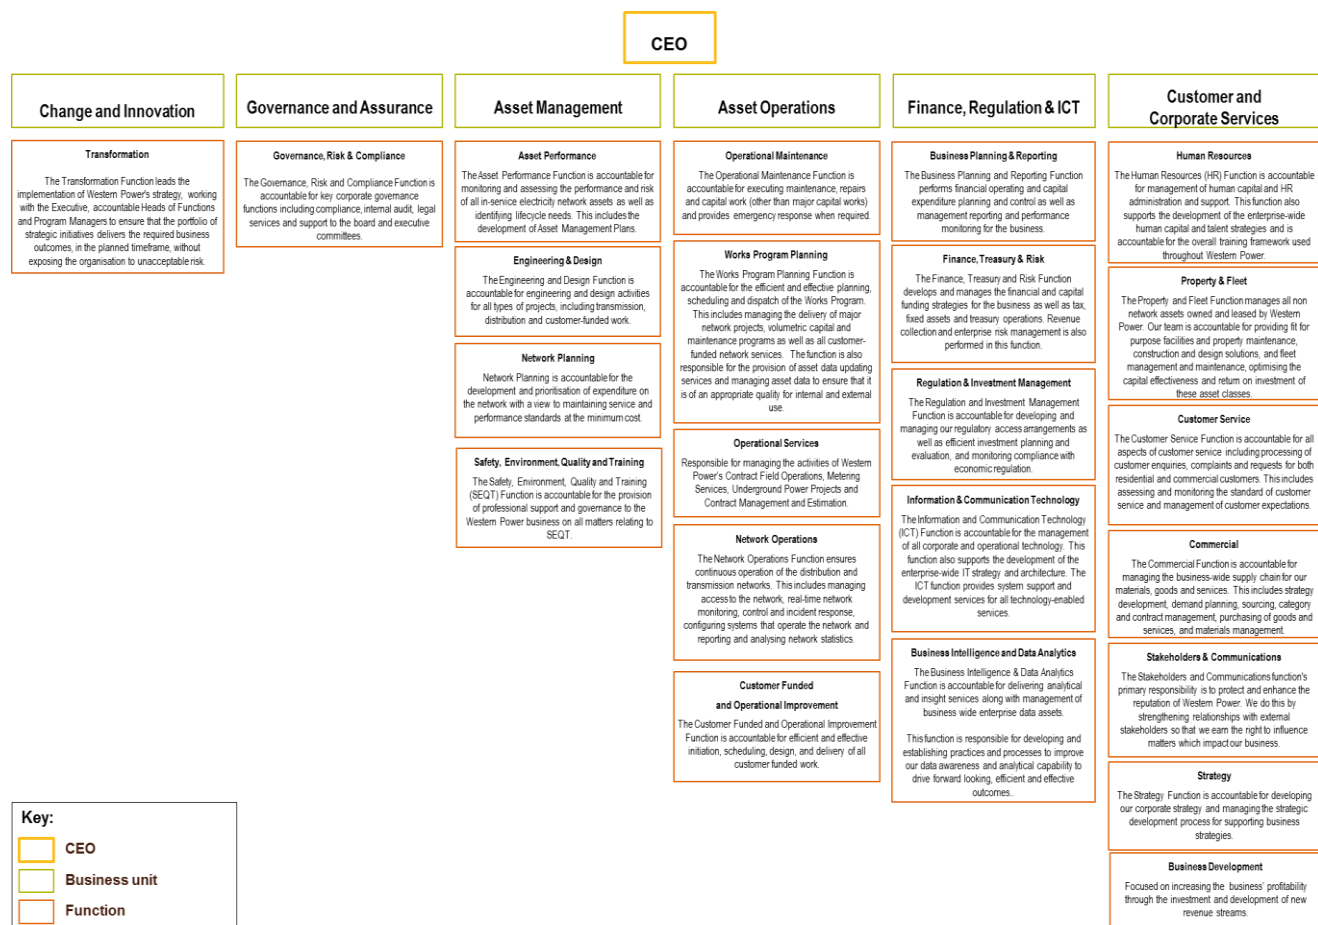 CEO
Change and Innovation
Transformation
The Transformation Function leads the
implementation of Western Power's strategy, working
with the Executive, accountable Heads of Functions
and Program Managers to ensure that the portfolio of
strategic initiatives delivers the required business
outcomes, in the planned timeframe, without
exposing the organisation to unacceptable risk.
Governance and Assurance
Governance, Risk & Compliance
The Governance, Risk and Compliance Function is
accountable for key corporate governance
functions including compliance, internal audit, legal
services and support to the board and executive
committees.
Asset Management
Asset Performance
The Asset Performance Function is accountable for
monitoring and assessing the performance and risk
of all in-service electricity network assets as well as
identifying lifecycle needs. This includes the
development of Asset Management Plans.
Engineering & Design
The Engineering and Design Function is
accountable for engineering and design activities
for all types of projects, including transmission,
distribution and customer-funded work.
Network Planning
Network Planning is accountable for the
development and prioritisation of expenditure on
the network with a view to maintaining service and
performance standards at the minimum cost.
Safety, Environment, Quality and Training
The Safety, Environment, Quality and Training
(SEQT) Function is accountable for the provision
of professional support and governance to the
Western Power business on all matters relating to
SEQT.
Asset Operations
Operational Maintenance
The Operational Maintenance Function is
accountable for executing maintenance, repairs
and capital work (other than major capital works)
and provides emergency response when required.
Works Program Planning
The Works Program Planning Function is
accountable for the efficient and effective planning,
scheduling and dispatch of the Works Program.
This includes managing the delivery of major
network projects, volumetric capital and
maintenance programs as well as all customer-
funded network services. The function is also
responsible for the provision of asset data updating
services and managing asset data to ensure that it
is of an appropriate quality for internal and external
use.
Operational Services
Responsible for managing the activities of Western
Power's Contract Field Operations, Metering
Services, Underground Power Projects and
Contract Management and Estimation.
Network Operations
The Network Operations Function ensures
continuous operation of the distribution and
transmission networks. This includes managing
access to the network, real-time network
monitoring, control and incident response,
configuring systems that operate the network and
reporting and analysing network statistics.
Customer Funded
and Operational Improvement
The Customer Funded and Operational Improvement
Function is accountable for efficient and effective
initiation, scheduling, design, and delivery of all
customer funded work.
Finance, Regulation & ICT
Business Planning & Reporting
The Business Planning and Reporting Function
performs financial operating and capital
expenditure planning and control as well as
management reporting and performance
monitoring for the business.
Finance, Treasury & Risk
The Finance, Treasury and Risk Function
develops and manages the financial and capital
funding strategies for the business as well as tax,
fixed assets and treasury operations. Revenue
collection and enterprise risk management is also
performed in this function.
Regulation & Investment Management
The Regulation and Investment Management
Function is accountable for developing and
managing our regulatory access arrangements as
well as efficient investment planning and
evaluation, and monitoring compliance with
economic regulation.
Information & Communication Technology
The Information and Communication Technology
(ICT) Function is accountable for the management
of all corporate and operational technology. This
function also supports the development of the
enterprise-wide IT strategy and architecture. The
ICT function provides system support and
development services for all technology-enabled
services.
Business Intelligence and Data Analytics
The Business Intelligence & Data Analytics
Function is accountable for delivering analytical
and insight services along with management of
business wide enterprise data assets.
This function is responsible for developing and
establishing practices and processes to improve
our data awareness and analytical capability to
drive forward looking, efficient and effective
outcomes.
Customer and
Corporate Services
Human Resources
The Human Resources (HR) Function is accountable
for management of human capital and HR
administration and support. This function also
supports the development of the enterprise-wide
human capital and talent strategies and is
accountable for the overall training framework used
throughout Western Power.
Property & Fleet
The Property and Fleet Function manages all non
network assets owned and leased by Western
Power. Our team is accountable for providing fit for
purpose facilities and property maintenance,
construction and design solutions, and fleet
management and maintenance, optimising the
capital effectiveness and return on investment of
these asset classes.
Customer Service
The Customer Service Function is accountable for all
aspects of customer service including processing of
customer enquiries, complaints and requests for both
residential and commercial customers. This includes
assessing and monitoring the standard of customer
service and management of customer expectations.
Commercial
The Commercial Function is accountable for
managing the business-wide supply chain for our
materials, goods and services. This includes strategy
development, demand planning, sourcing, category
and contract management, purchasing of goods and
services, and materials management.
Stakeholders & Communications
The Stakeholders and Communications function's
primary responsibility is to protect and enhance the
reputation of Western Power. We do this by
strengthening relationships with external
stakeholders so that we earn the right to influence
matters which impact our business.
Strategy
The Strategy Function is accountable for developing
our corporate strategy and managing the strategic
development process for supporting business
strategies.
Business Development
Focused on increasing the business' profitability
through the investment and development of new
revenue streams.
Key:
CEO
Business unit
Function